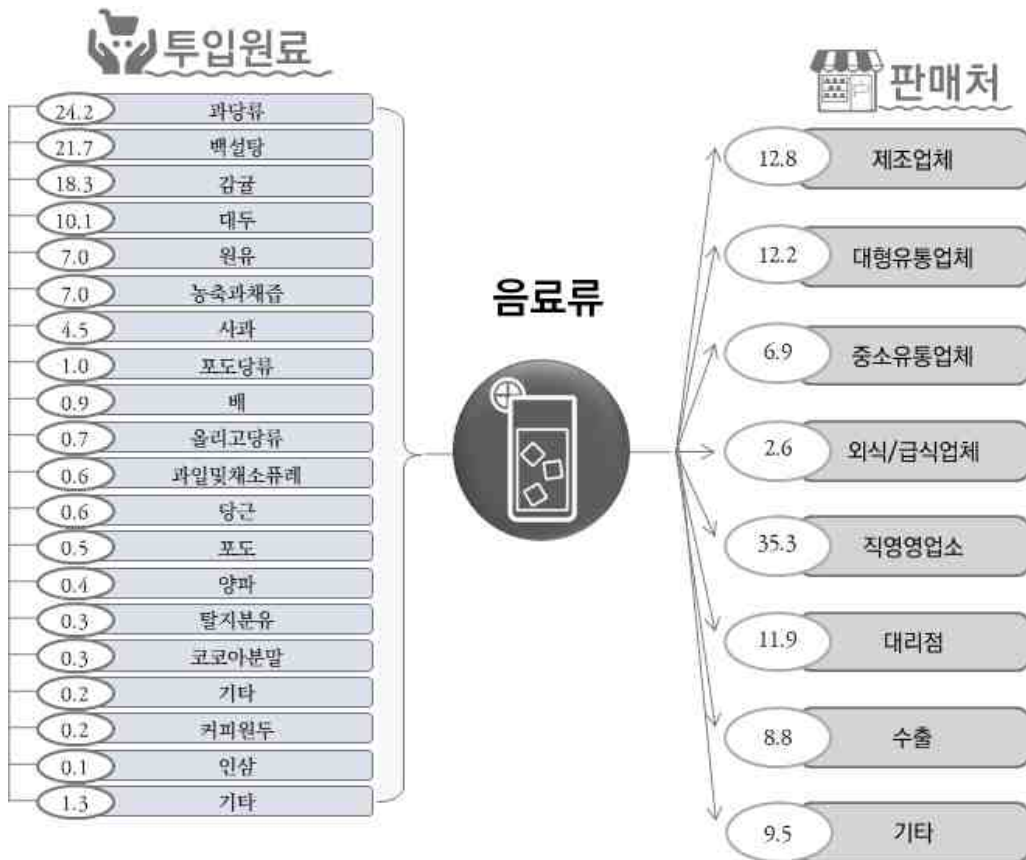 투입원료
24.2 과당류
21.7 백설탕
18.3 감귤
10.1 대두
7.0 원유
7.0 농축과채즙
4.5 사과
1.0 포도당류
0.9 배
0.7 올리고당류
0.6 과일및채소퓨레
0.6 당근
0.5 포도
0.4 양파
0.3 탈지분유
0.3 코코아분말
0.2 기타
0.2 커피원두
0.1 인삼
1.3 기타
음료류
판매처
12.8 제조업체
12.2 대형유통업체
6.9 중소유통업체
2.6 외식/급식업체
35.3 직영영업소
11.9 대리점
8.8 수출
9.5 기타